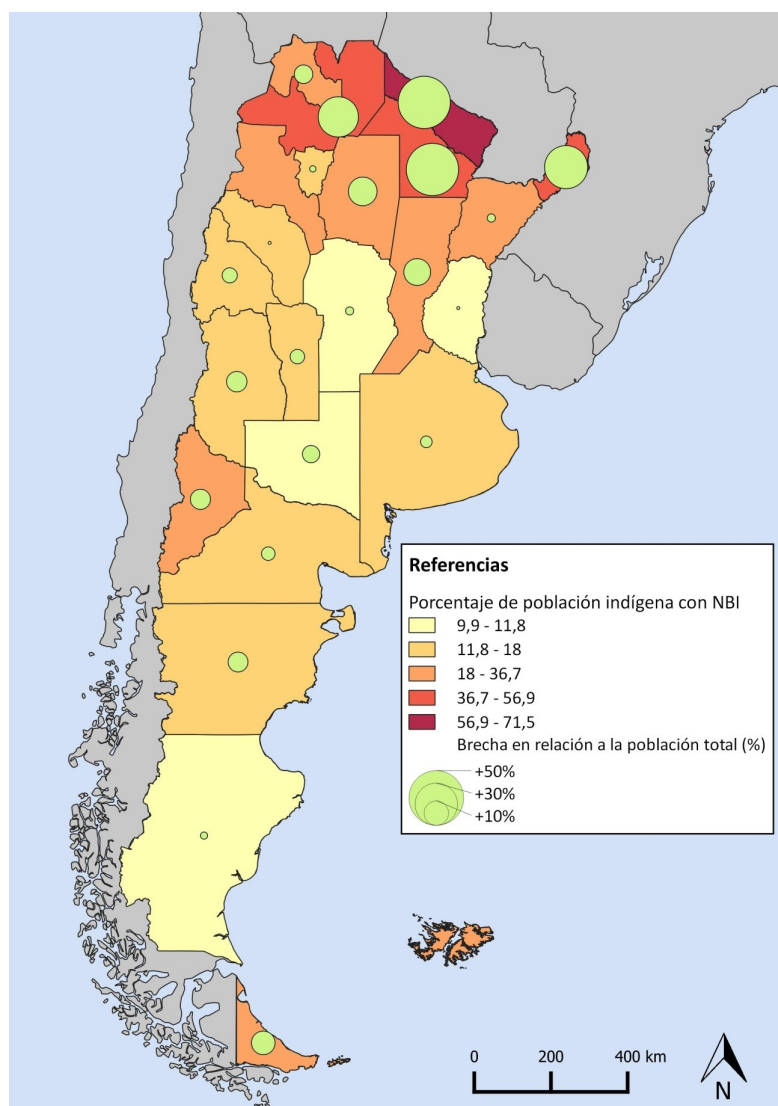 Referencias
Porcentaje de población indígena con NBI
9,9 - 11,8
11,8 - 18
18 - 36,7
36,7 - 56,9
56,9 - 71,5
Brecha en relación a la población total (%)
+50%
+30%
+10%
0 200 400 km
N